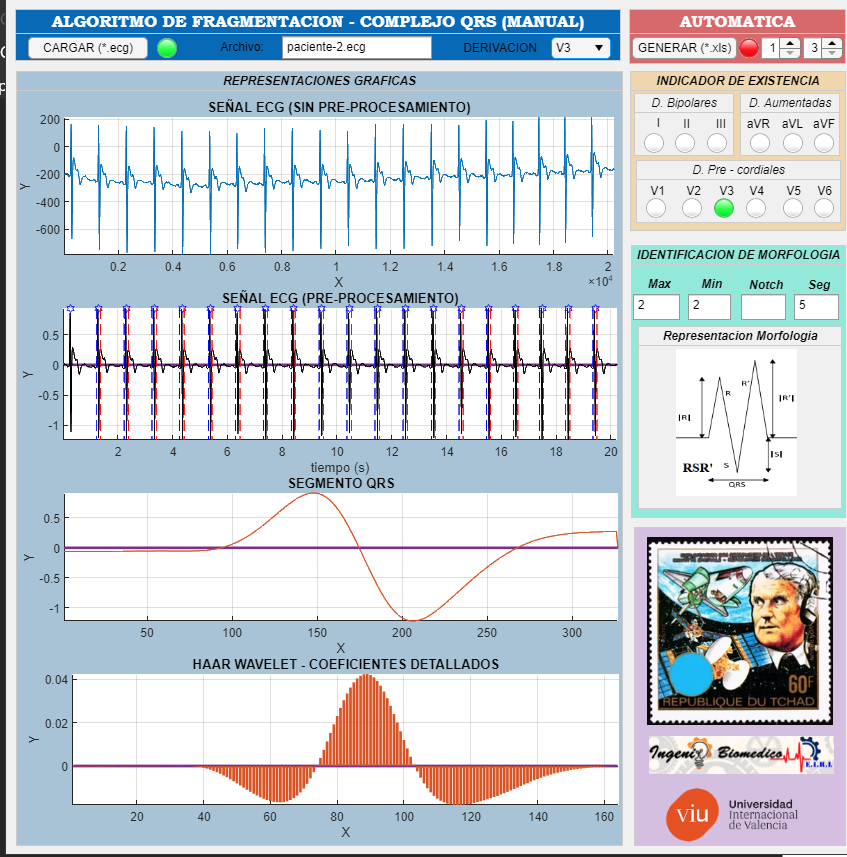 ALGORITMO DE FRAGMENTACION - COMPLEJO QRS (MANUAL)
CARGAR (*.ecg)
Archivo:
paciente-2.ecg
DERIVACION
V3
AUTOMATICA
GENERAR (*.xls)
1
3
REPRESENTACIONES GRAFICAS
SEÑAL ECG (SIN PRE-PROCESAMIENTO)
200
0
-200
-400
-600
Y
0.2 0.4 0.6 0.8 1 1.2 1.4 1.6 1.8 2
X
×10⁴
SEÑAL ECG (PRE-PROCESAMIENTO)
0.5
0
-0.5
-1
Y
2 4 6 8 10 12 14 16 18 20
tiempo (s)
SEGMENTO QRS
0.5
0
-0.5
-1
Y
50 100 150 200 250 300
X
HAAR WAVELET - COEFICIENTES DETALLADOS
0.04
0.02
0
Y
20 40 60 80 100 120 140 160
X
INDICADOR DE EXISTENCIA
D. Bipolares
I II III
D. Aumentadas
aVR aVL aVF
D. Pre - cordiales
V1 V2 V3 V4 V5 V6
IDENTIFICACION DE MORFOLOGIA
Max Min Notch Seg
2 2 5
Representacion Morfologia
R'
R
|R|
|R'|
|S|
S
RSR'
QRS
60F
REPUBLIQUE DU TCHAD
Ingeni Biomedico
E.I.R.L
viu
Universidad
Internacional
de Valencia